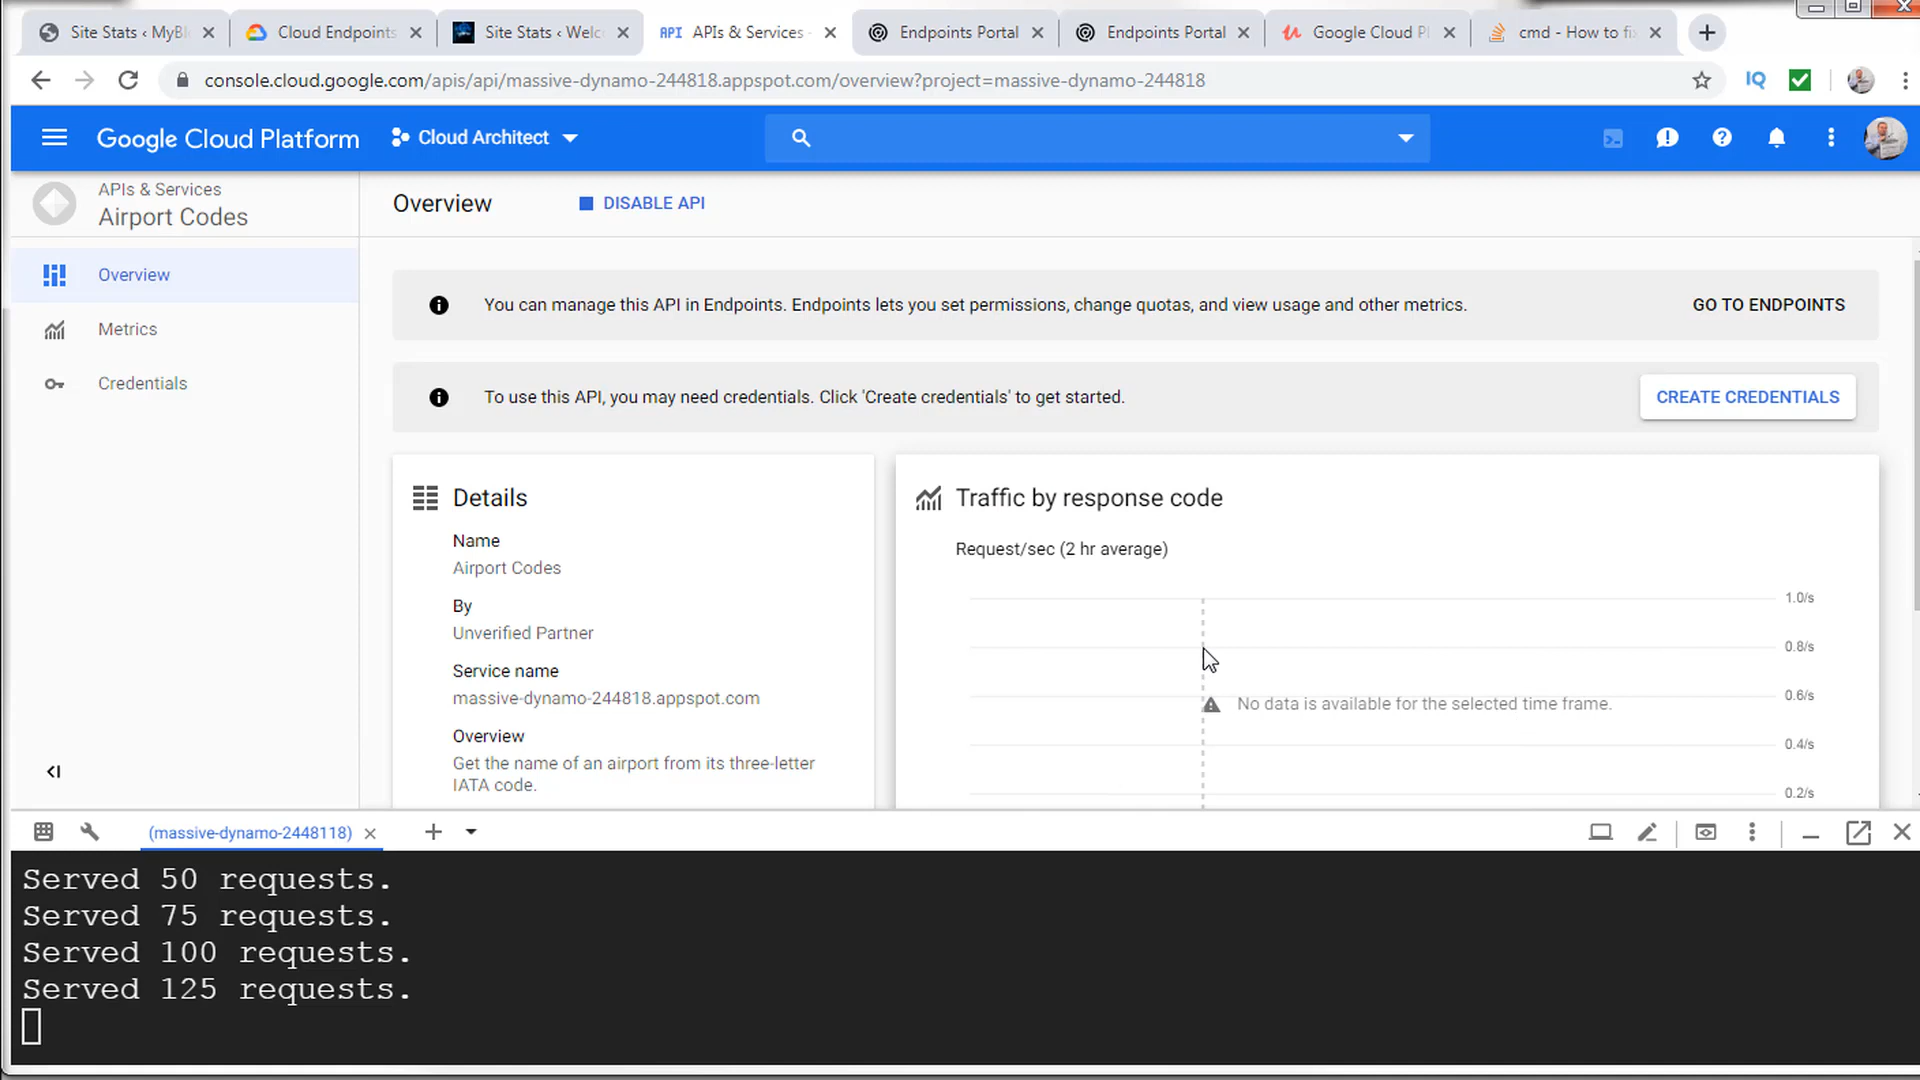 Site Stats ‹ MyBl
Cloud Endpoints
Site Stats ‹ Welc
API APIs & Services -
Endpoints Portal
Endpoints Portal
Google Cloud Pl
cmd - How to fi
console.cloud.google.com/apis/api/massive-dynamo-244818.appspot.com/overview?project=massive-dynamo-244818
IQ
Google Cloud Platform
Cloud Architect
APIs & Services
Airport Codes
Overview
DISABLE API
Overview
Metrics
Credentials
You can manage this API in Endpoints. Endpoints lets you set permissions, change quotas, and view usage and other metrics.
GO TO ENDPOINTS
To use this API, you may need credentials. Click 'Create credentials' to get started.
CREATE CREDENTIALS
Details
Name
Airport Codes
By
Unverified Partner
Service name
massive-dynamo-244818.appspot.com
Overview
Get the name of an airport from its three-letter
IATA code.
Traffic by response code
Request/sec (2 hr average)
1.0/s
0.8/s
0.6/s
No data is available for the selected time frame.
0.4/s
0.2/s
(massive-dynamo-2448118)
Served 50 requests.
Served 75 requests.
Served 100 requests.
Served 125 requests.